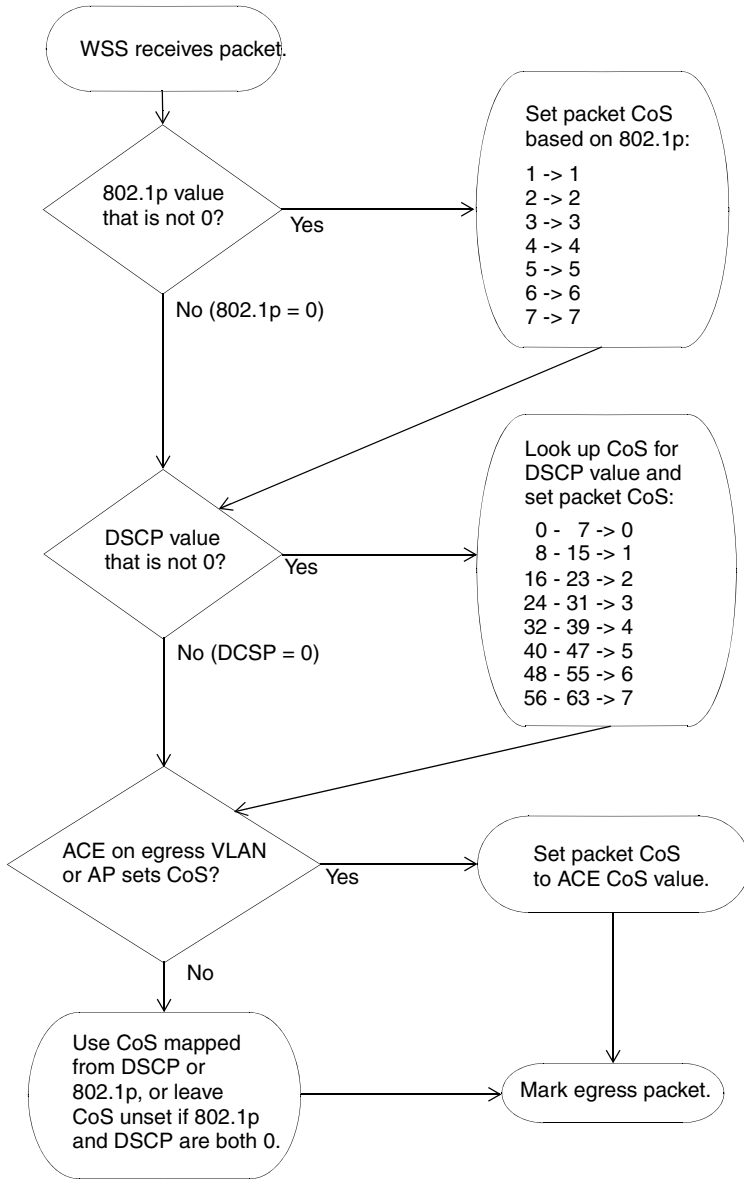 WSS receives packet.
802.1p value
that is not 0?
Yes
Set packet CoS
based on 802.1p:
1 -> 1
2 -> 2
3 -> 3
4 -> 4
5 -> 5
6 -> 6
7 -> 7
No (802.1p = 0)
DSCP value
that is not 0?
Yes
Look up CoS for
DSCP value and
set packet CoS:
0 - 7 -> 0
8 - 15 -> 1
16 - 23 -> 2
24 - 31 -> 3
32 - 39 -> 4
40 - 47 -> 5
48 - 55 -> 6
56 - 63 -> 7
No (DCSP = 0)
ACE on egress VLAN
or AP sets CoS?
Yes
Set packet CoS
to ACE CoS value.
No
Use CoS mapped
from DSCP or
802.1p, or leave
CoS unset if 802.1p
and DSCP are both 0.
Mark egress packet.